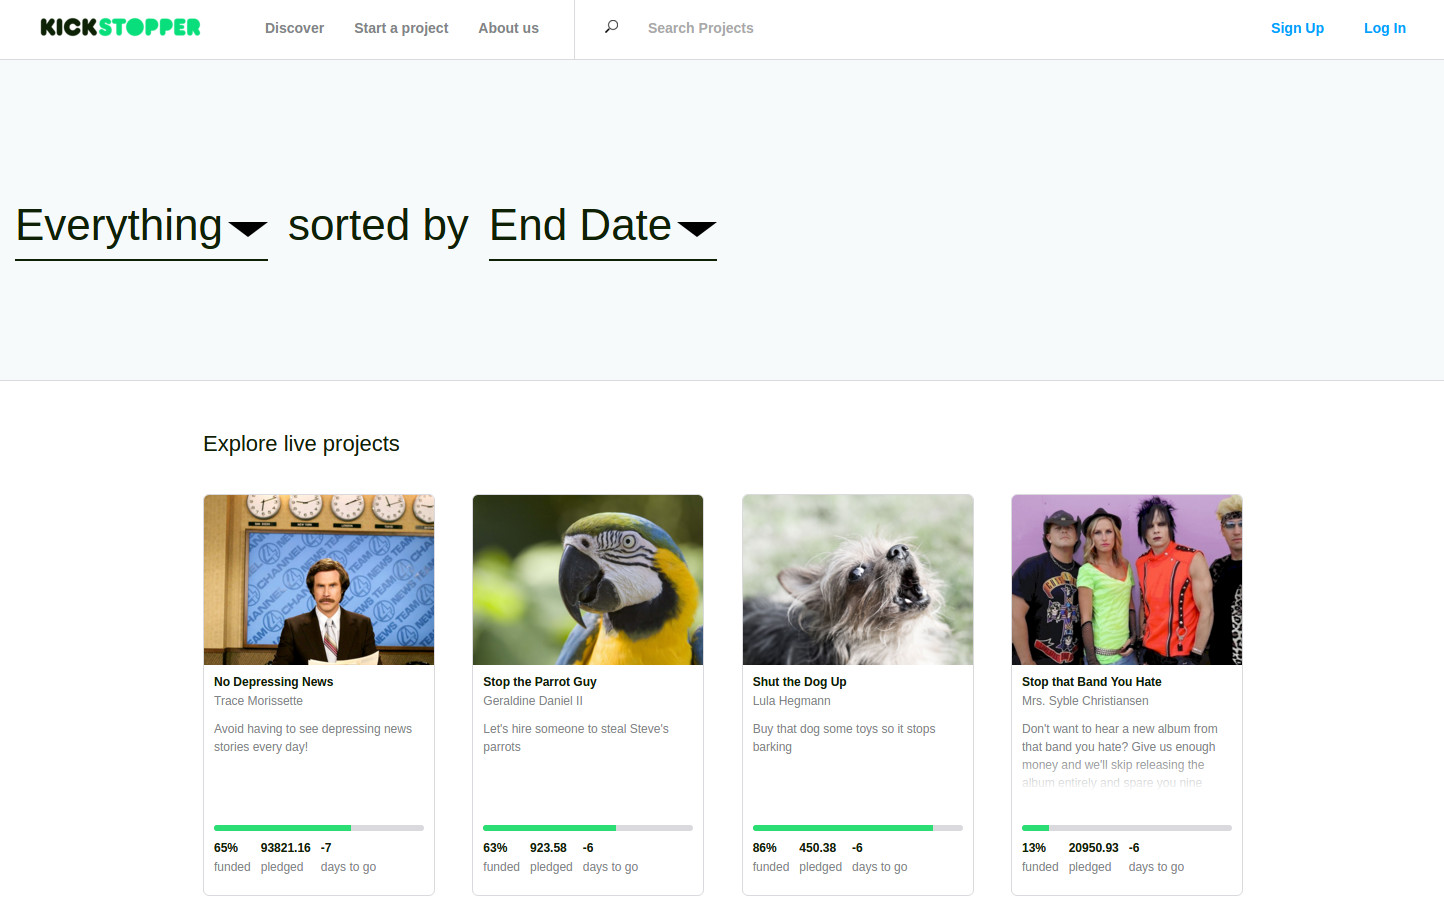 KICKSTOPPER Discover Start a project About us Search Projects Sign Up Log In
Everything sorted by End Date
Explore live projects
No Depressing News
Trace Morissette
Avoid having to see depressing news
stories every day!
65% 93821.16 -7
funded pledged days to go
Stop the Parrot Guy
Geraldine Daniel II
Let's hire someone to steal Steve's
parrots
63% 923.58 -6
funded pledged days to go
Shut the Dog Up
Lula Hegmann
Buy that dog some toys so it stops
barking
86% 450.38 -6
funded pledged days to go
Stop that Band You Hate
Mrs. Syble Christiansen
Don't want to hear a new album from
that band you hate? Give us enough
money and we'll skip releasing the
album entirely and spare you nine
13% 20950.93 -6
funded pledged days to go